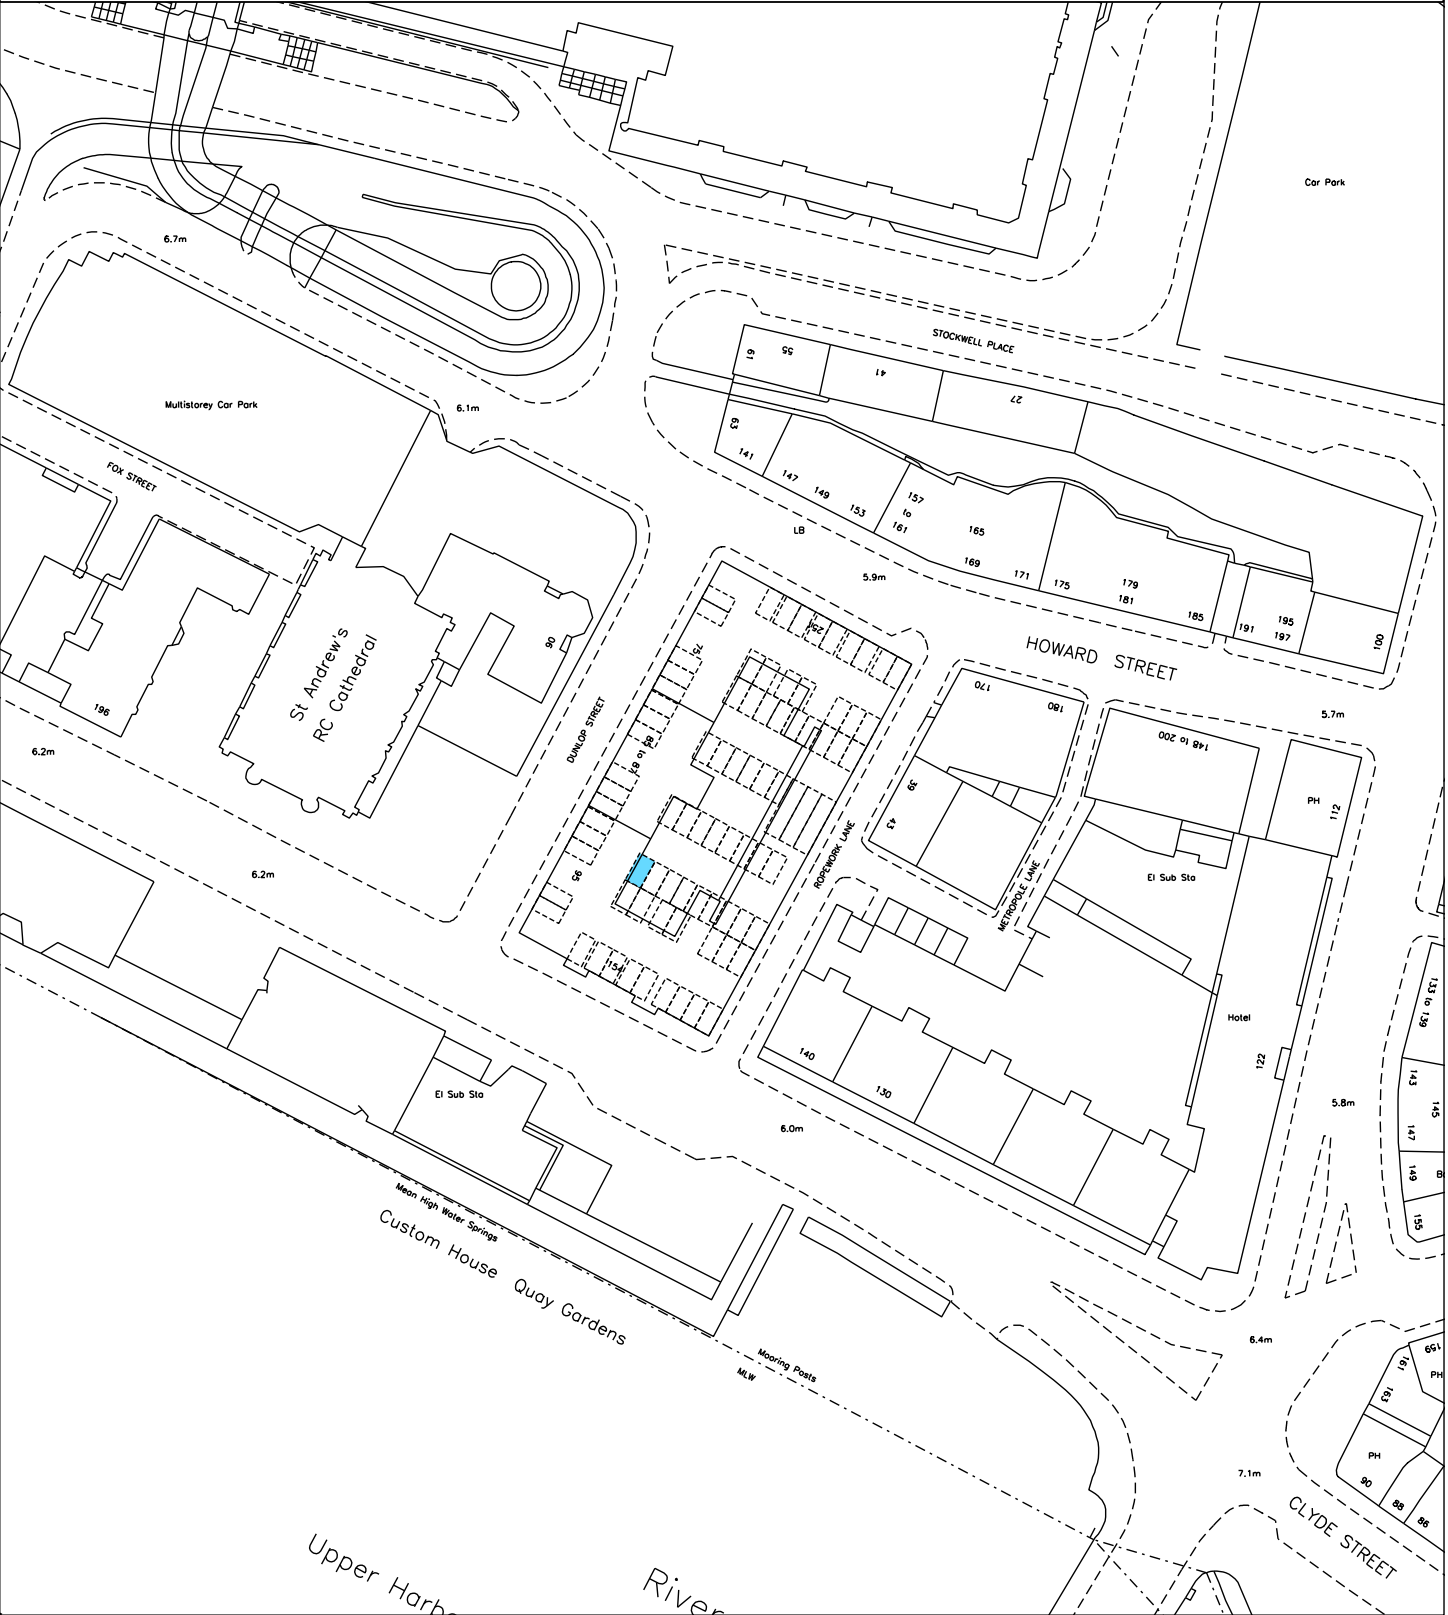 Car Park
6.7m
STOCKWELL PLACE
61
55
41
27
Multistorey Car Park
6.1m
63
141
147
149
153
157
to
161
165
169
171
175
179
181
185
191
195
197
100
FOX STREET
LB
5.9m
HOWARD STREET
St Andrew's
RC Cathedral
90
196
6.2m
75
DUNLOP STREET
95
154
6.2m
170
180
148 to 200
5.7m
PH
112
39
43
ROPEWORK LANE
METROPOLE LANE
El Sub Sta
Hotel
122
133 to 139
143
145
147
149
155
5.8m
140
130
El Sub Sta
6.0m
Mean High Water Springs
Custom House Quay Gardens
Mooring Posts
MLW
6.4m
159
PH
161
163
PH
90
88
86
7.1m
CLYDE STREET
Upper Harbo
River